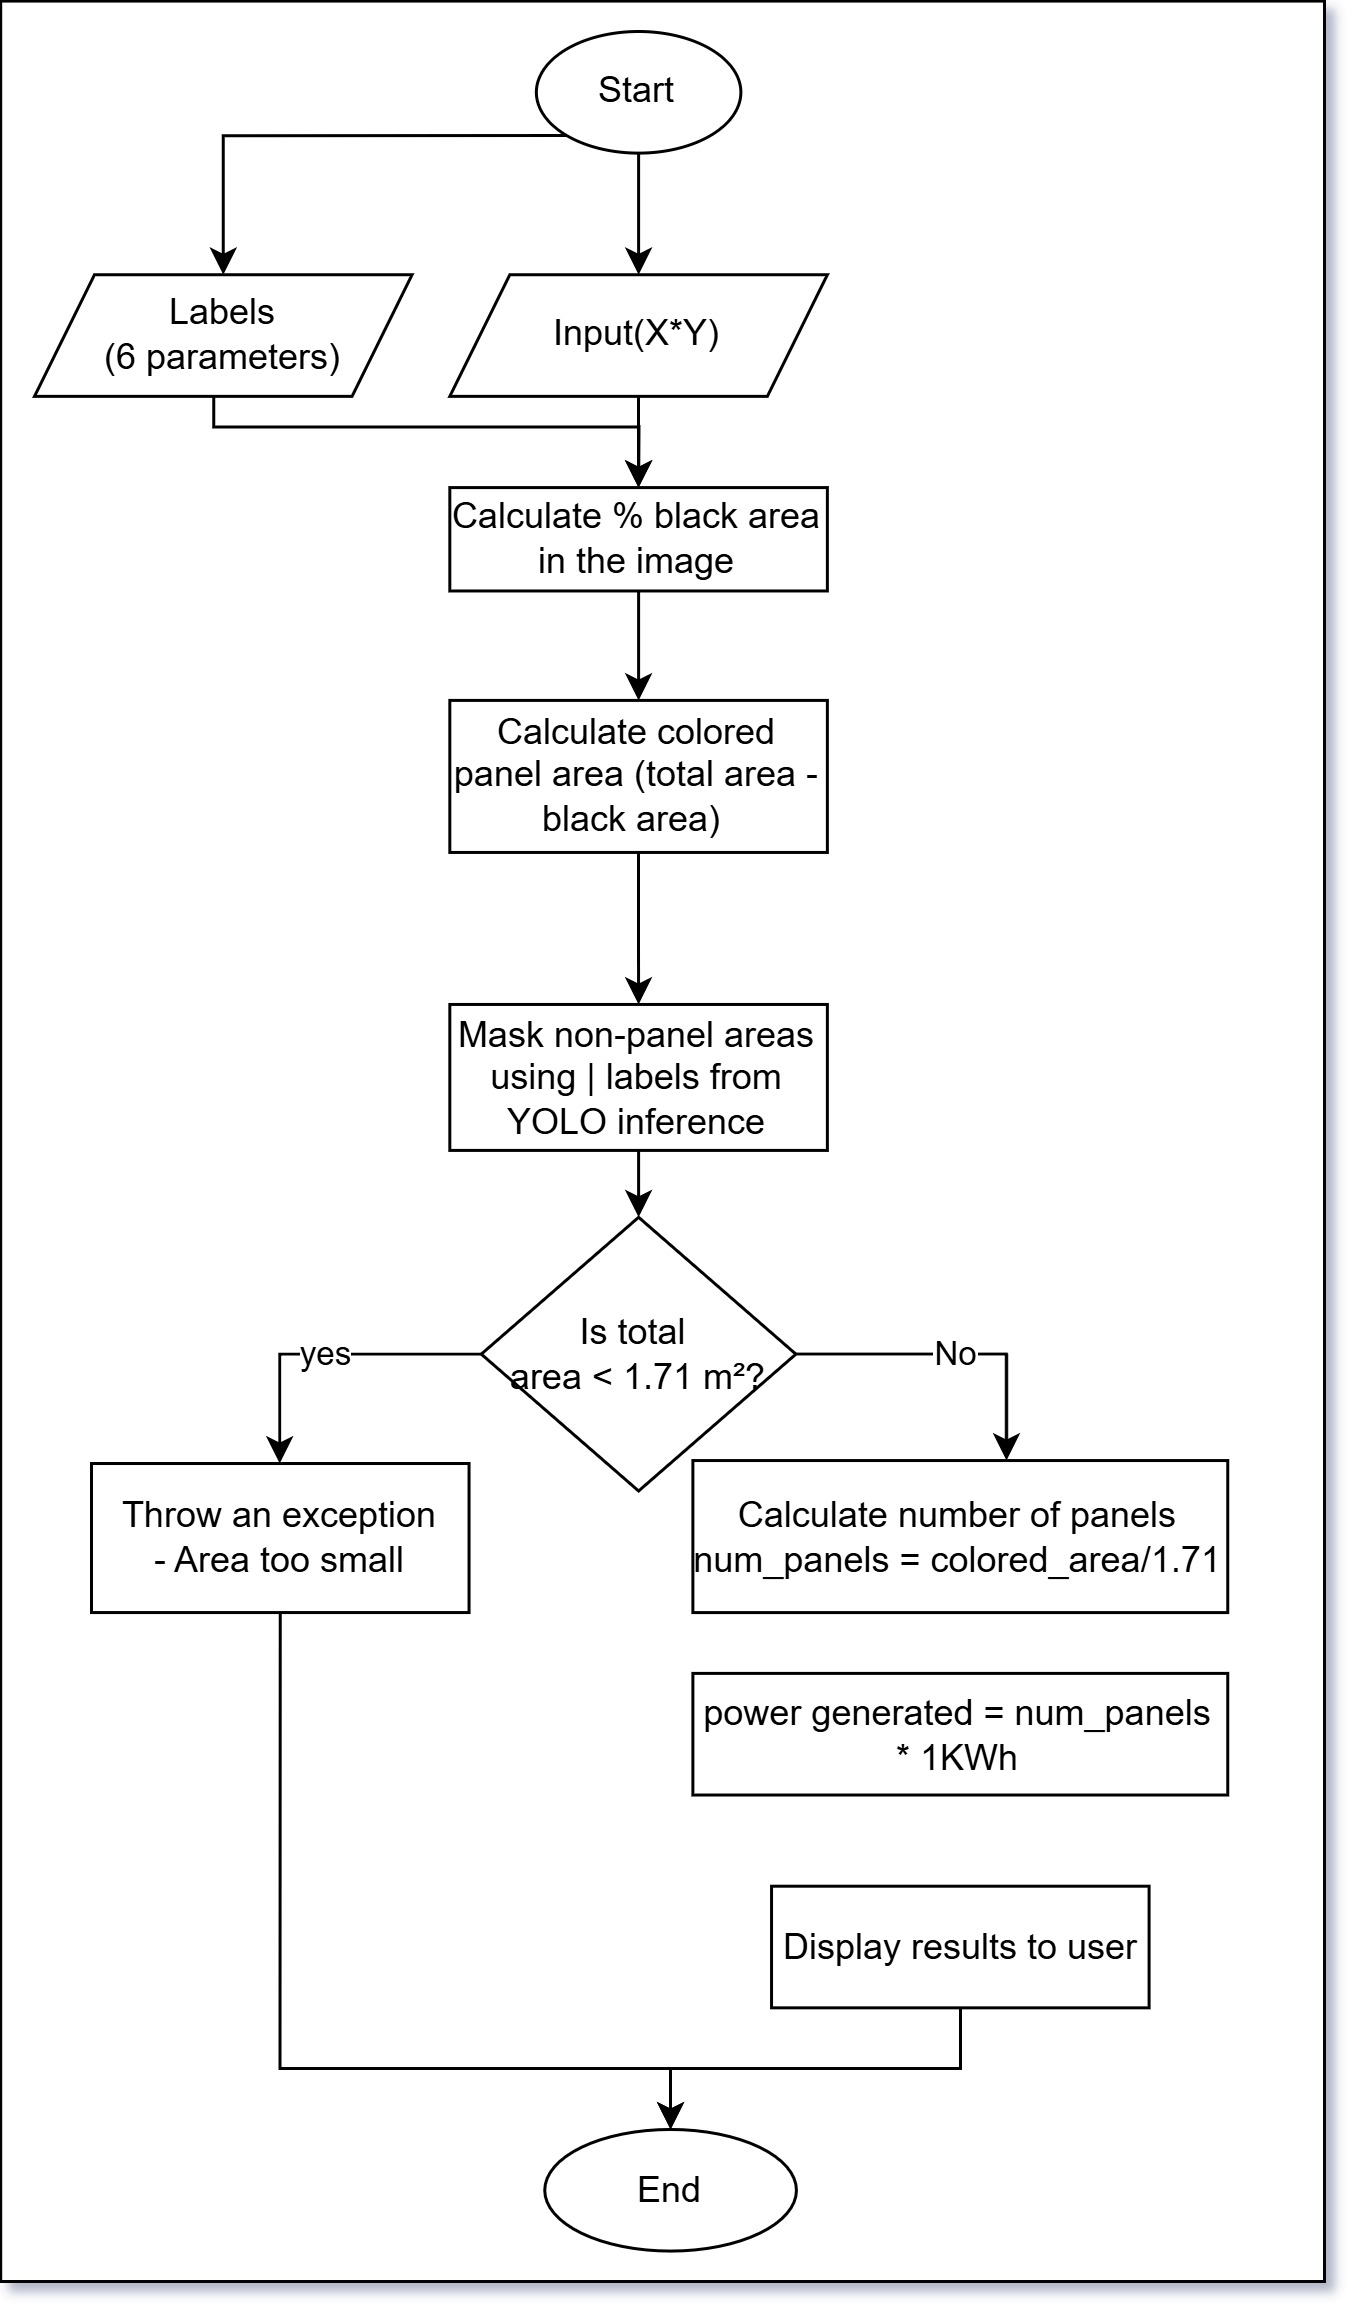 Start
Labels
(6 parameters)
Input(X*Y)
Calculate % black area
in the image
Calculate colored
panel area (total area -
black area)
Mask non-panel areas
using | labels from
YOLO inference
Is total
area < 1.71 m²?
yes
No
Throw an exception
- Area too small
Calculate number of panels
num_panels = colored_area/1.71
power generated = num_panels
* 1KWh
Display results to user
End